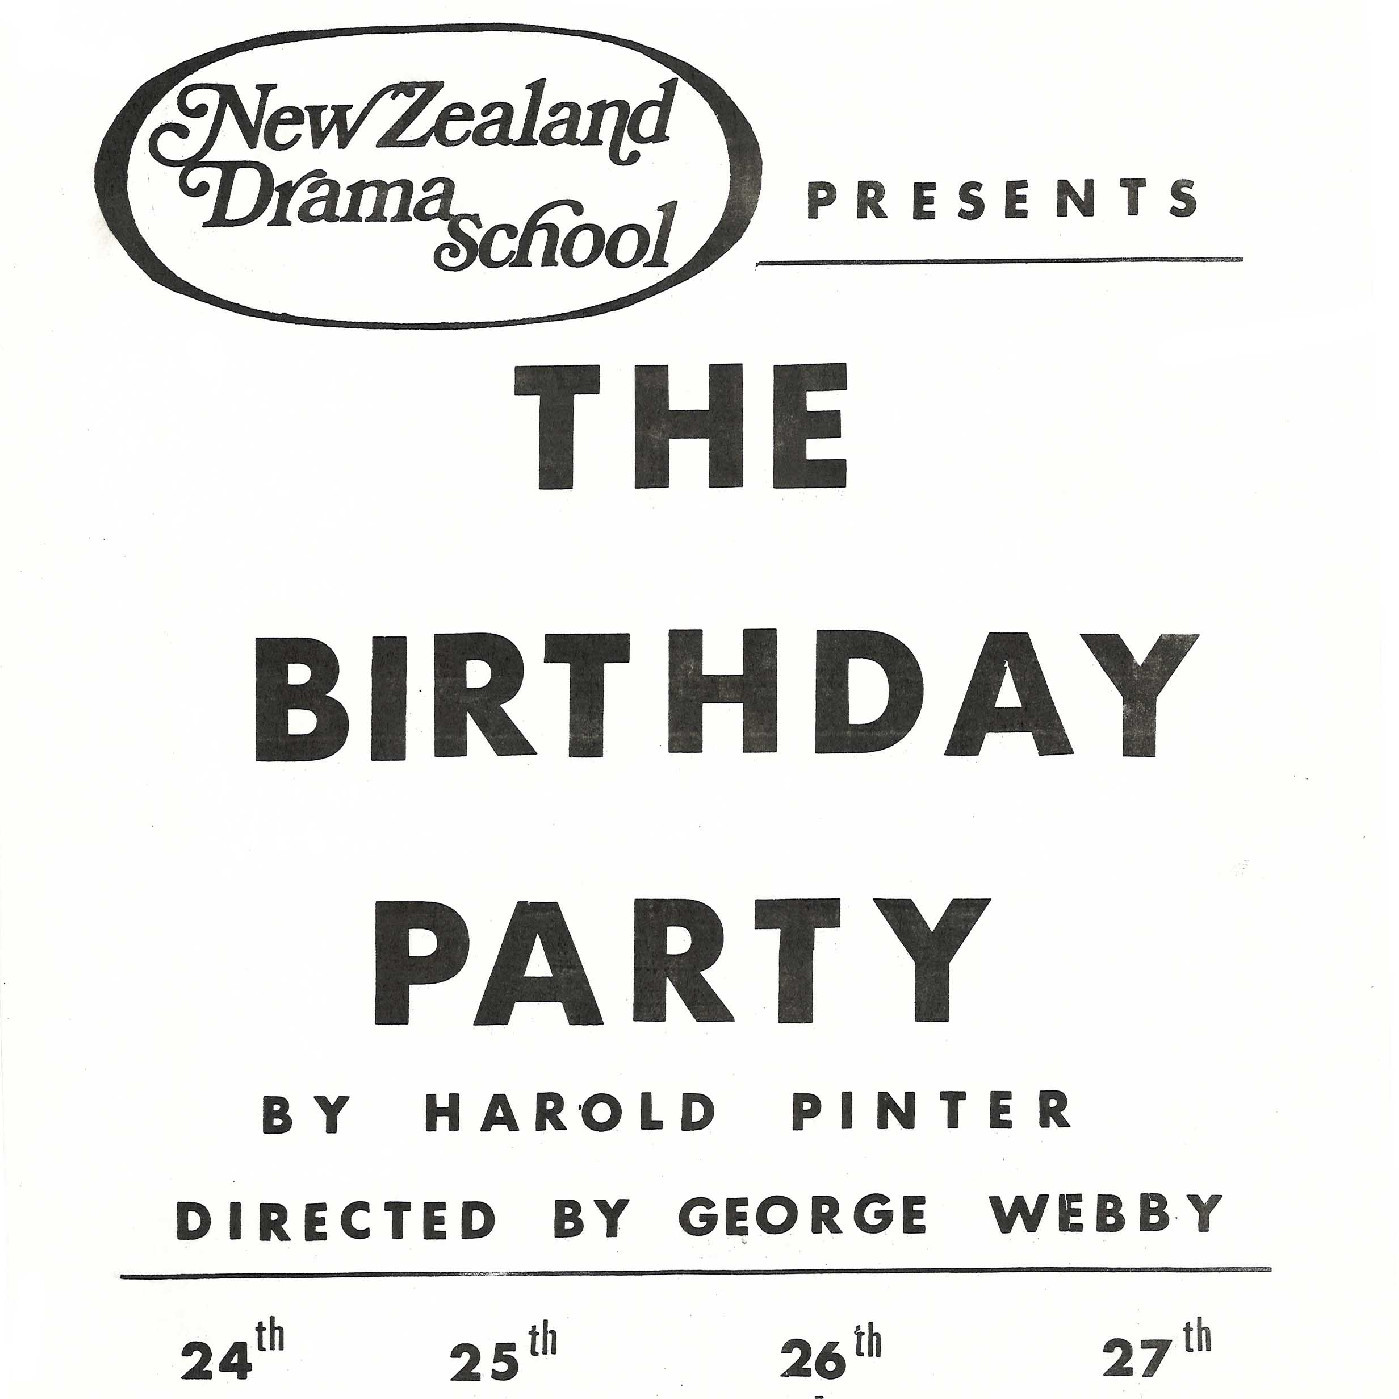 New Zealand
Drama
School
PRESENTS
THE
BIRTHDAY
PARTY
BY HAROLD PINTER
DIRECTED BY GEORGE WEBBY
24th 25th 26th 27th